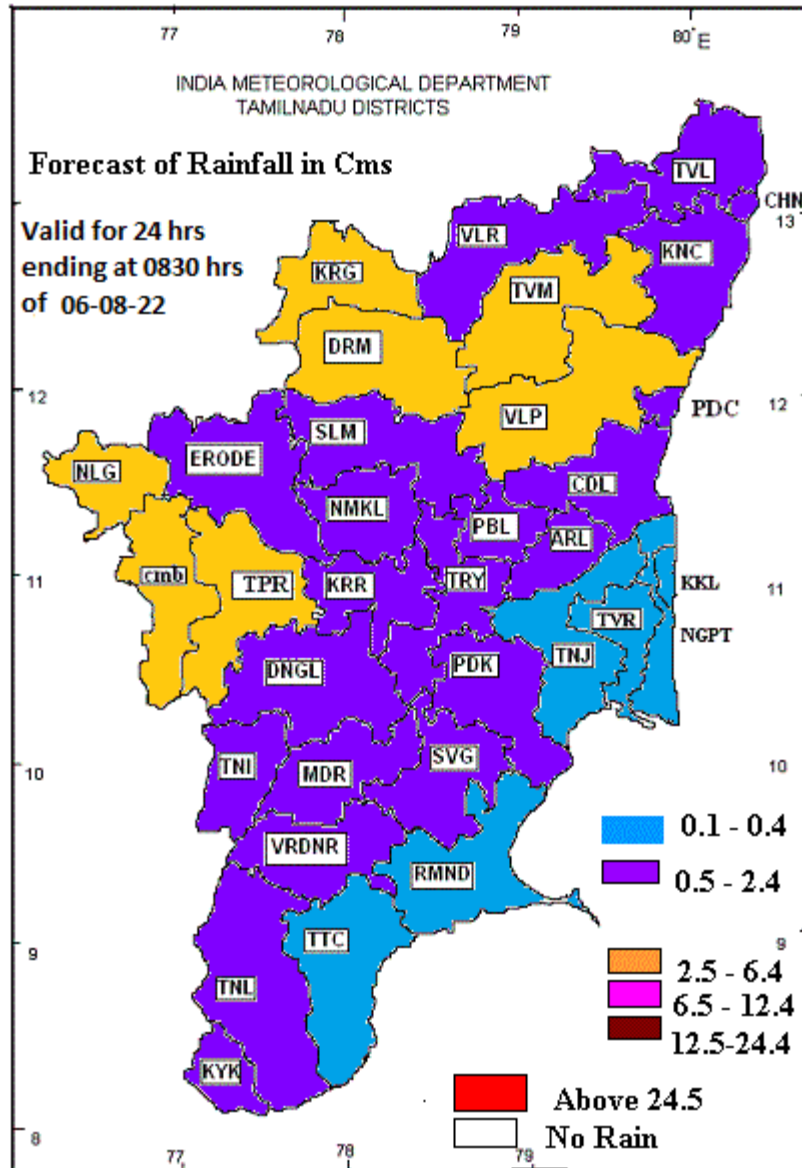 77 78 79 80°E
INDIA METEOROLOGICAL DEPARTMENT
TAMILNADU DISTRICTS
Forecast of Rainfall in Cms
TVL
CHN
13
Valid for 24 hrs
ending at 0830 hrs
of 06-08-22
VLR
KNC
KRG
TVM
DRM
12
12
PDC
VLP
SLM
ERODE
NLG
CDL
NMKL
PBL
ARL
11
cmb
TPR
KRR
TRY
KKL
11
TVR
NGPT
DNGL
PDK
TNJ
10
TNI
MDR
SVG
10
0.1 - 0.4
VRDNR
RMND
0.5 - 2.4
9
TTC
9
2.5 - 6.4
TNL
6.5 - 12.4
12.5-24.4
KYK
Above 24.5
8
No Rain
77 78 79